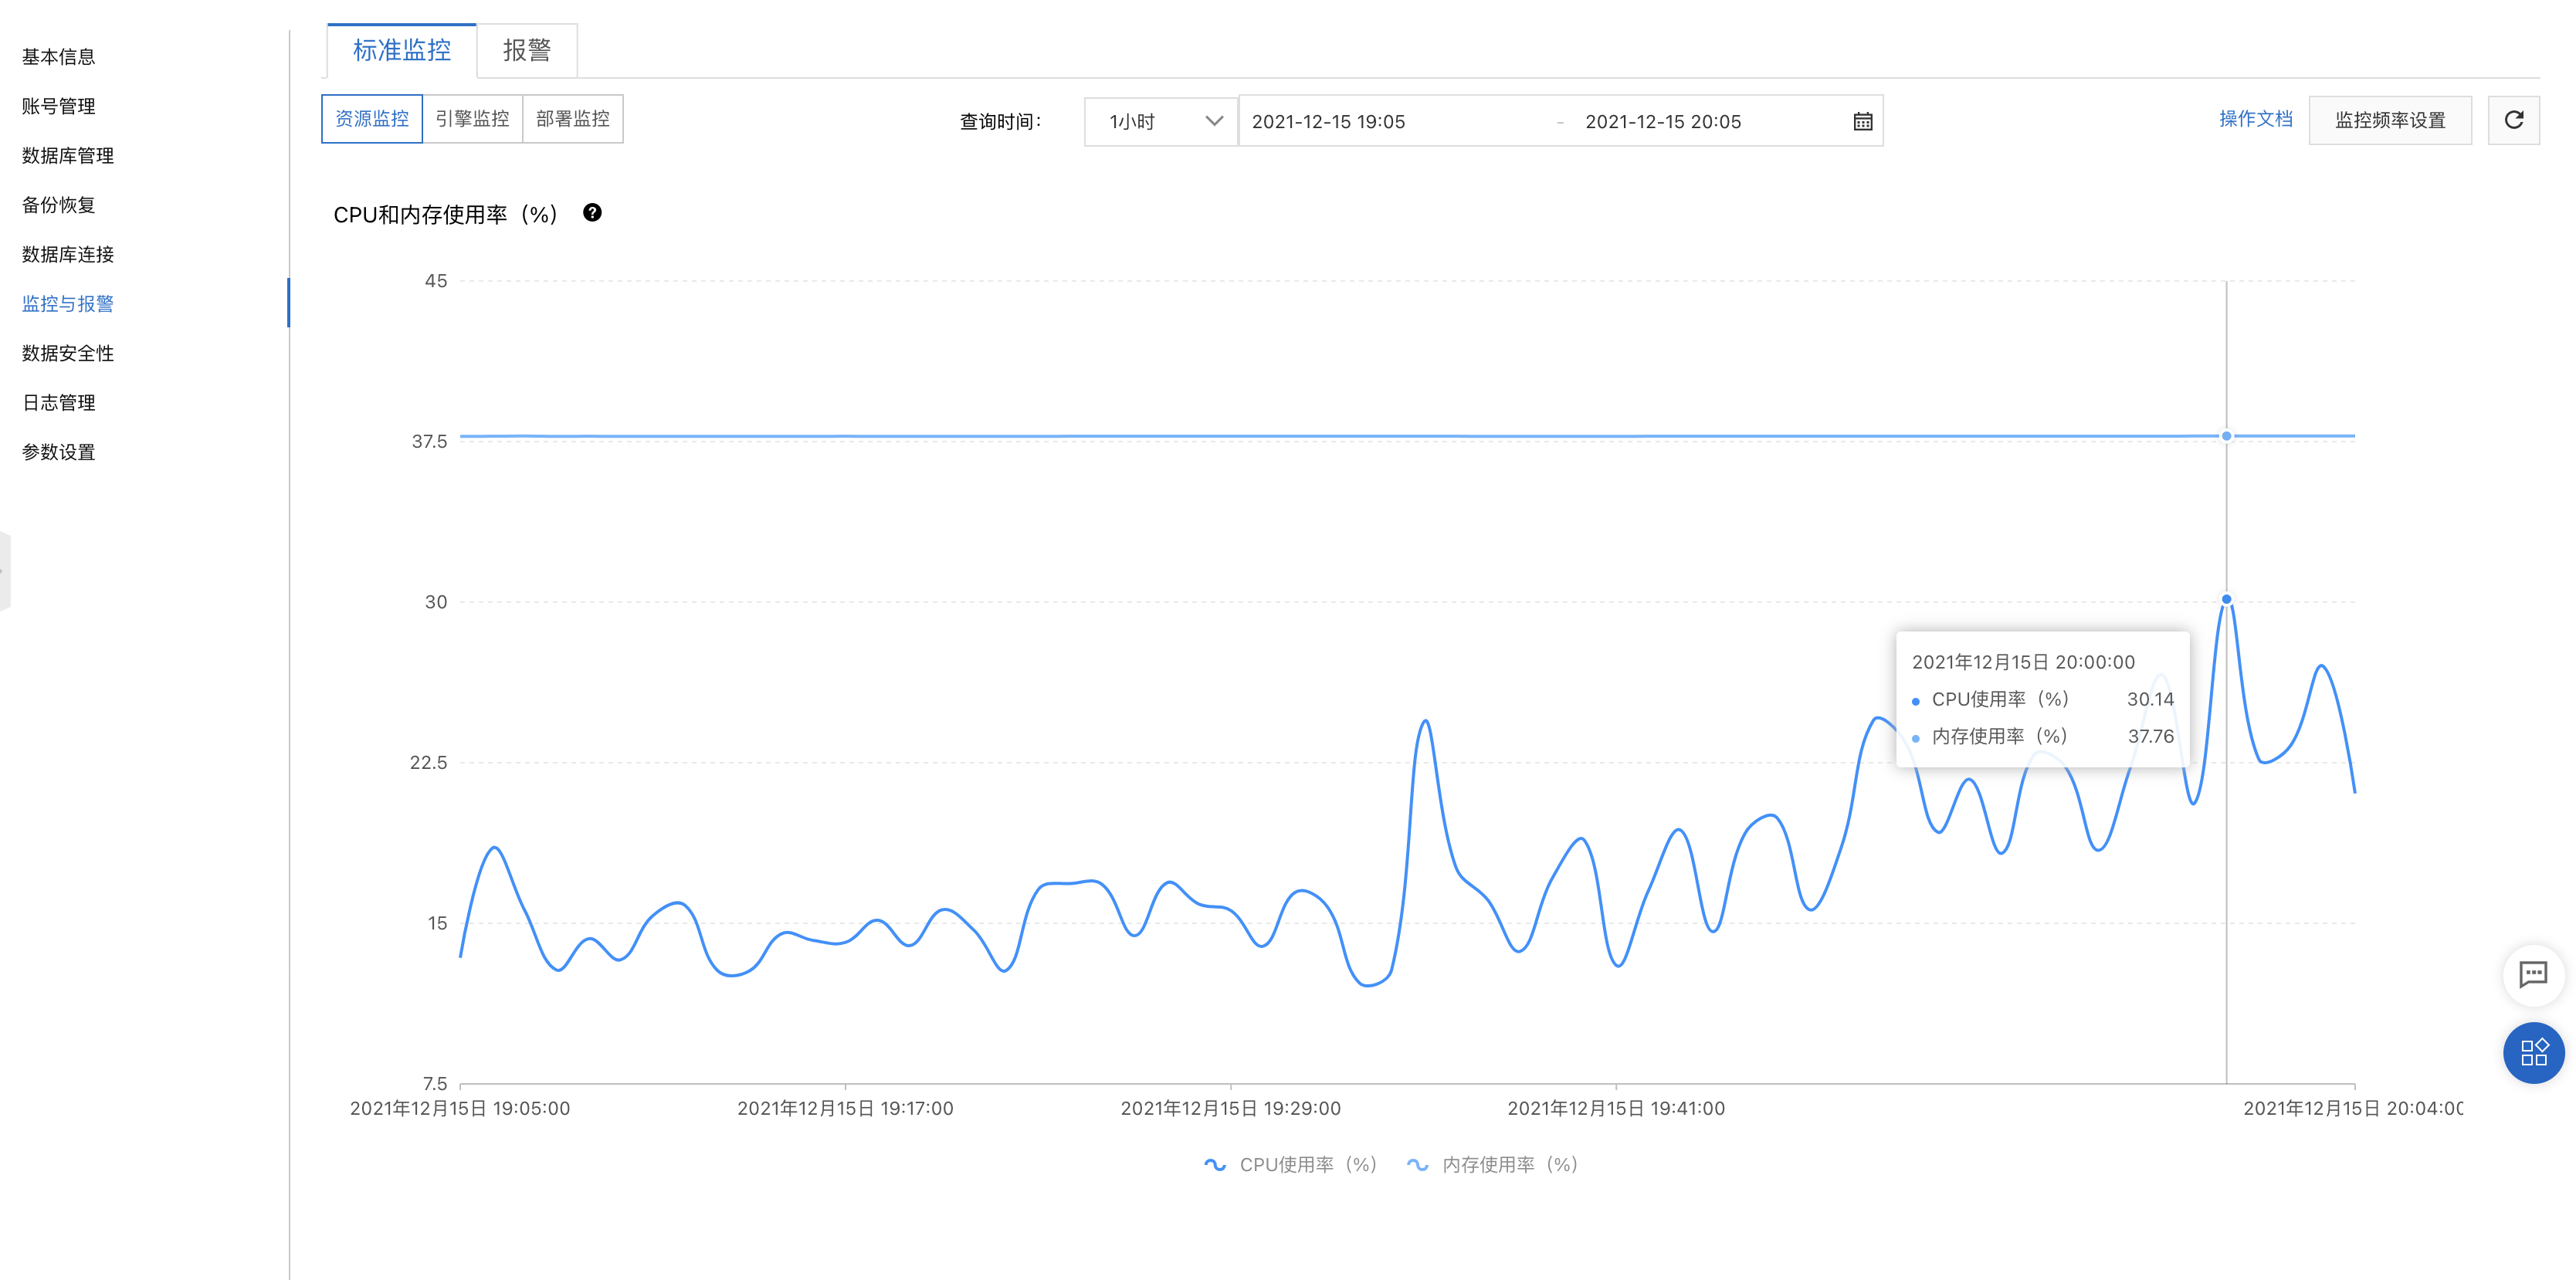 基本信息
账号管理
数据库管理
备份恢复
数据库连接
监控与报警
数据安全性
日志管理
参数设置
标准监控 报警
资源监控 引擎监控 部署监控 查询时间： 1小时 2021-12-15 19:05 - 2021-12-15 20:05 操作文档 监控频率设置
CPU和内存使用率（%） ?
45
37.5
30
22.5
15
7.5
2021年12月15日 20:00:00
CPU使用率（%） 30.14
内存使用率（%） 37.76
2021年12月15日 19:05:00 2021年12月15日 19:17:00 2021年12月15日 19:29:00 2021年12月15日 19:41:00 2021年12月15日 20:04:00
CPU使用率（%） 内存使用率（%）